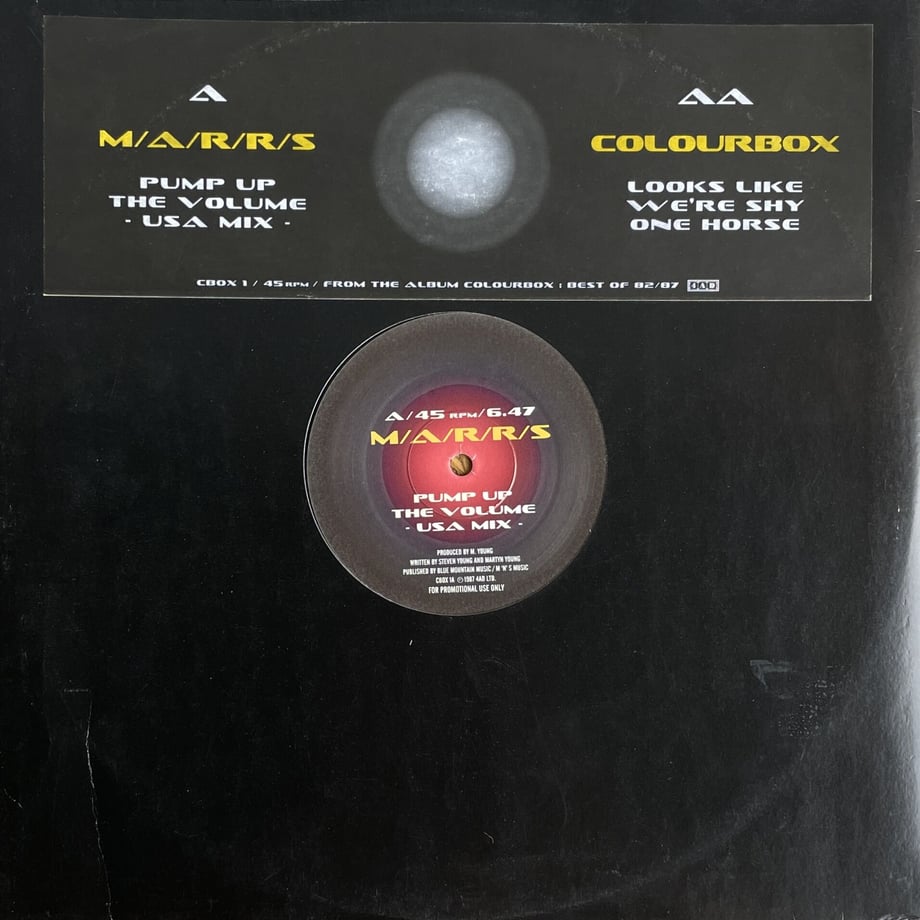 A
M/A/R/R/S
PUMP UP
THE VOLUME
- USA MIX -
AA
COLOURBOX
LOOKS LIKE
WE'RE SHY
ONE HORSE
CBOX 1 / 45 RPM / FROM THE ALBUM COLOURBOX : BEST OF 82/87 4AD
A/45 RPM/6.47
M/A/R/R/S
PUMP UP
THE VOLUME
- USA MIX -
PRODUCED BY M. YOUNG
WRITTEN BY STEVEN YOUNG AND MARTYN YOUNG
PUBLISHED BY BLUE MOUNTAIN MUSIC / M 'N' S MUSIC
CBOX 1A ℗ 1987 4AD LTD.
FOR PROMOTIONAL USE ONLY